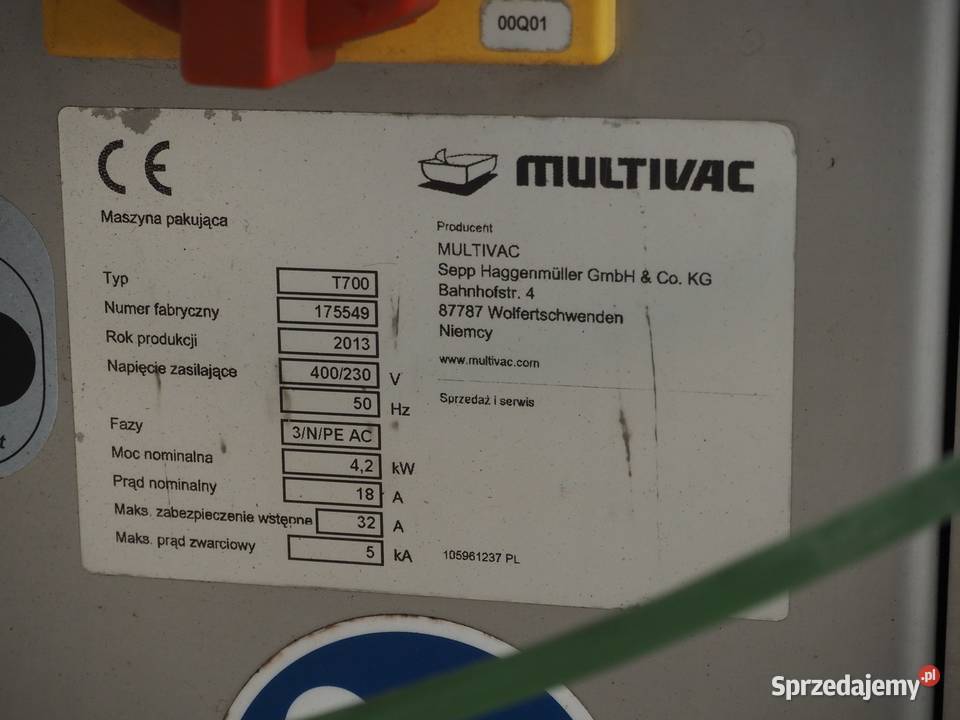 00Q01
CE
MULTIVAC
Maszyna pakująca
Typ T700
Numer fabryczny 175549
Rok produkcji 2013
Napięcie zasilające 400/230 V
50 Hz
Fazy 3/N/PE AC
Moc nominalna 4,2 kW
Prąd nominalny 18 A
Maks. zabezpieczenie wstępne 32 A
Maks. prąd zwarciowy 5 kA
Producent
MULTIVAC
Sepp Haggenmüller GmbH & Co. KG
Bahnhofstr. 4
87787 Wolfertschwenden
Niemcy
www.multivac.com
Sprzedaż i serwis
105961237 PL
Sprzedajemy.pl